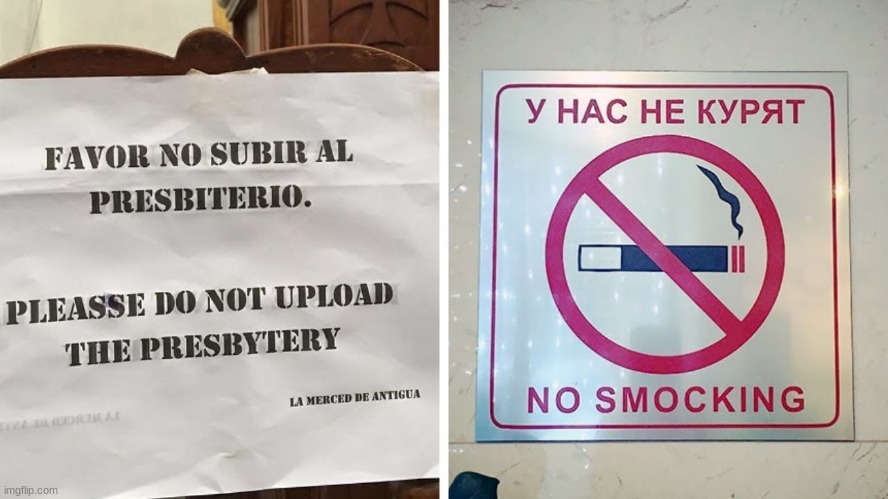 FAVOR NO SUBIR AL
PRESBITERIO.
PLEASSE DO NOT UPLOAD
THE PRESBYTERY
LA MERCED DE ANTIGUA
У НАС НЕ КУРЯТ
NO SMOCKING
imgflip.com